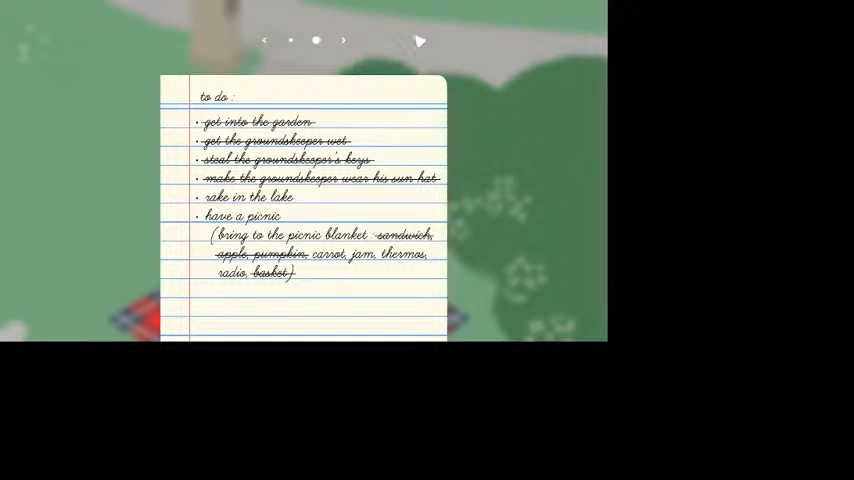 to do :
• get into the garden
• get the groundskeeper wet
• steal the groundskeeper's keys
• make the groundskeeper wear his sun hat
• rake in the lake
• have a picnic
(bring to the picnic blanket : sandwich,
apple, pumpkin, carrot, jam, thermos,
radio, basket)